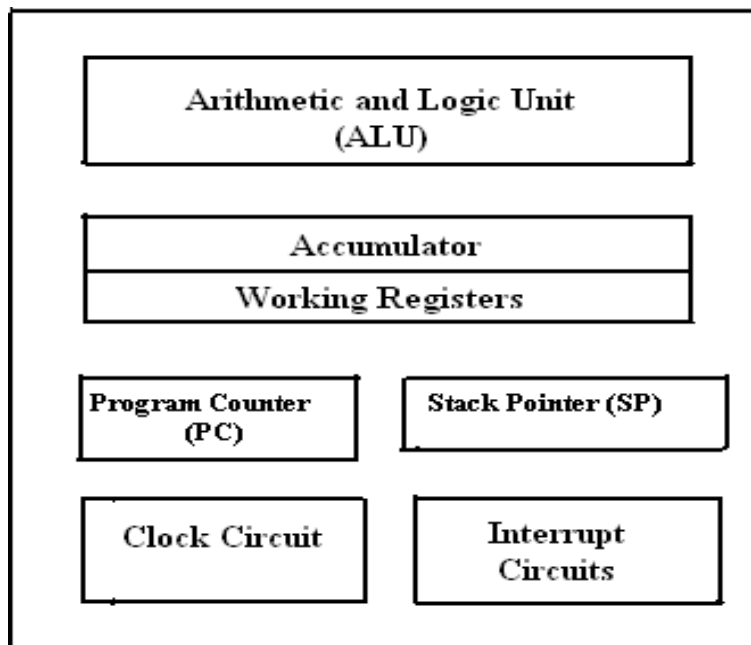 Arithmetic and Logic Unit
(ALU)
Accumulator
Working Registers
Program Counter
(PC)
Stack Pointer (SP)
Clock Circuit
Interrupt
Circuits